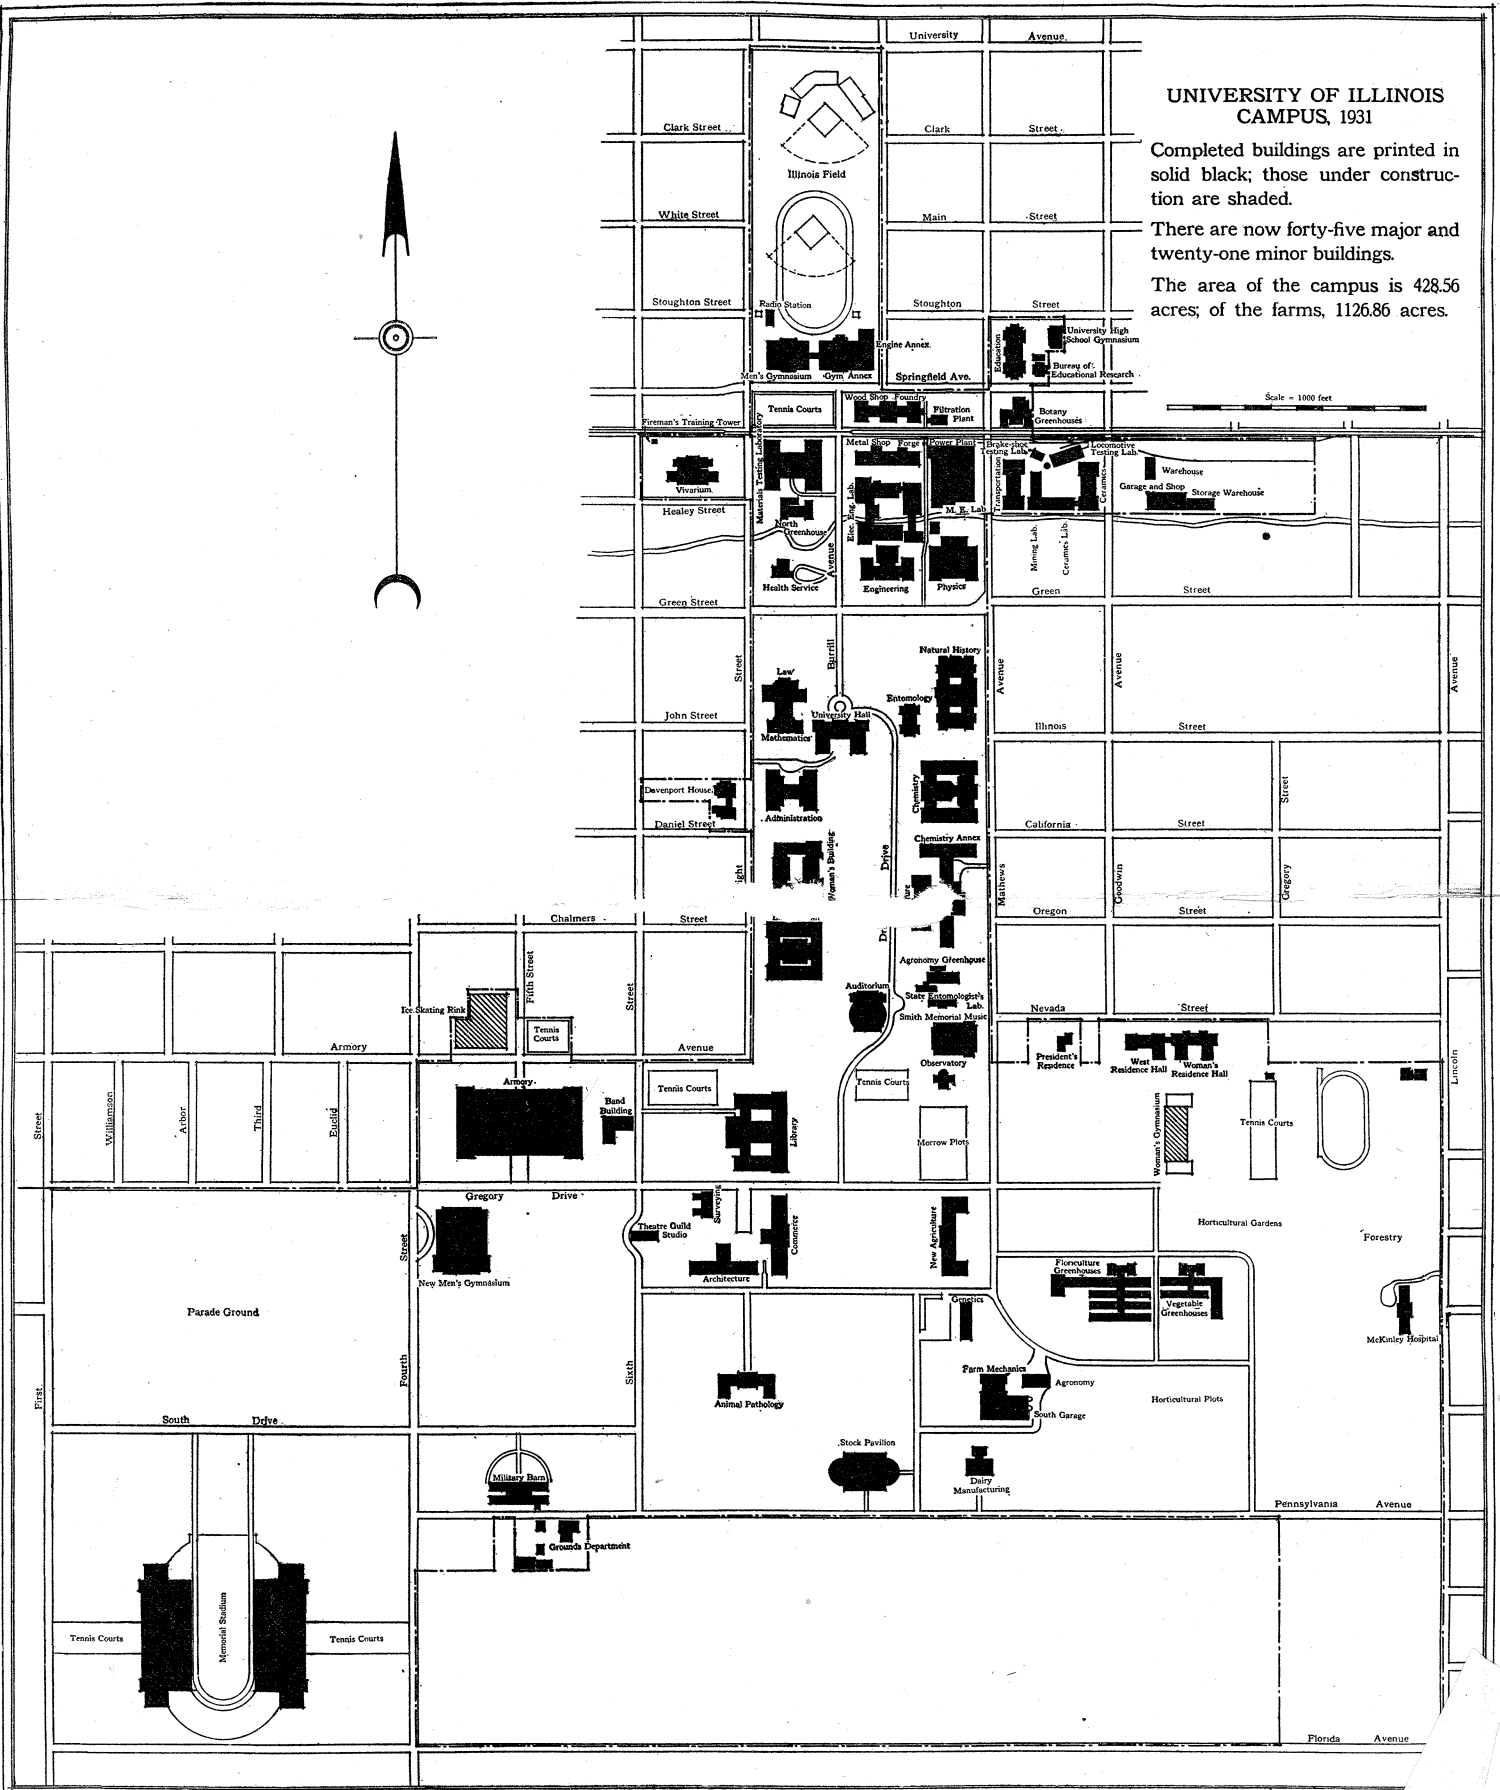 University Avenue
UNIVERSITY OF ILLINOIS
CAMPUS, 1931
Completed buildings are printed in
solid black; those under construc-
tion are shaded.
There are now forty-five major and
twenty-one minor buildings.
The area of the campus is 428.56
acres; of the farms, 1126.86 acres.
Scale = 1000 feet
Clark Street
Clark Street
Illinois Field
White Street
Main Street
Stoughton Street
Radio Station
Stoughton Street
Education
University High
School Gymnasium
Engine Annex
Men's Gymnasium
Gym Annex
Springfield Ave.
Bureau of
Educational Research
Tennis Courts
Wood Shop Foundry
Filtration
Plant
Botany
Greenhouses
Fireman's Training Tower
Materials Testing Laboratory
Metal Shop Forge
Power Plant
Brake-shoe
Testing Lab.
Locomotive
Testing Lab.
Transportation
Ceramics
Warehouse
Garage and Shop
Storage Warehouse
Vivarium
Healey Street
North
Greenhouse
Elec. Eng. Lab.
M. E. Lab.
Mining Lab.
Ceramics Lab.
Avenue
Health Service
Engineering
Physics
Green Street
Green Street
Street
Burrill
Natural History
Avenue
Avenue
Avenue
Law
Entomology
John Street
University Hall
Mathematics
Illinois Street
Davenport House
Administration
Chemistry
Street
Daniel Street
California Street
Chemistry Annex
Woman's Building
Drive
Mathews
Goodwin
Gregory
Chalmers Street
Oregon Street
Fifth Street
Street
Agronomy Greenhouse
Auditorium
State Entomologist's
Lab.
Ice Skating Rink
Tennis
Courts
Smith Memorial Music
Nevada Street
Armory Avenue
President's
Residence
West
Residence Hall
Woman's
Residence Hall
Observatory
Lincoln
Armory
Tennis Courts
Tennis Courts
Band
Building
Street
Williamson
Arbor
Third
Euclid
Library
Morrow Plots
Woman's Gymnasium
Tennis Courts
Gregory Drive
Surveying
Theatre Guild
Studio
Commerce
New Agriculture
Horticultural Gardens
Forestry
Street
Architecture
New Men's Gymnasium
Floriculture
Greenhouses
Vegetable
Greenhouses
Parade Ground
Genetics
McKinley Hospital
First
Fourth
Sixth
Farm Mechanics
Agronomy
Animal Pathology
South Garage
Horticultural Plots
South Drive
Stock Pavilion
Military Barn
Dairy
Manufacturing
Pennsylvania Avenue
Grounds Department
Memorial Stadium
Tennis Courts
Tennis Courts
Florida Avenue